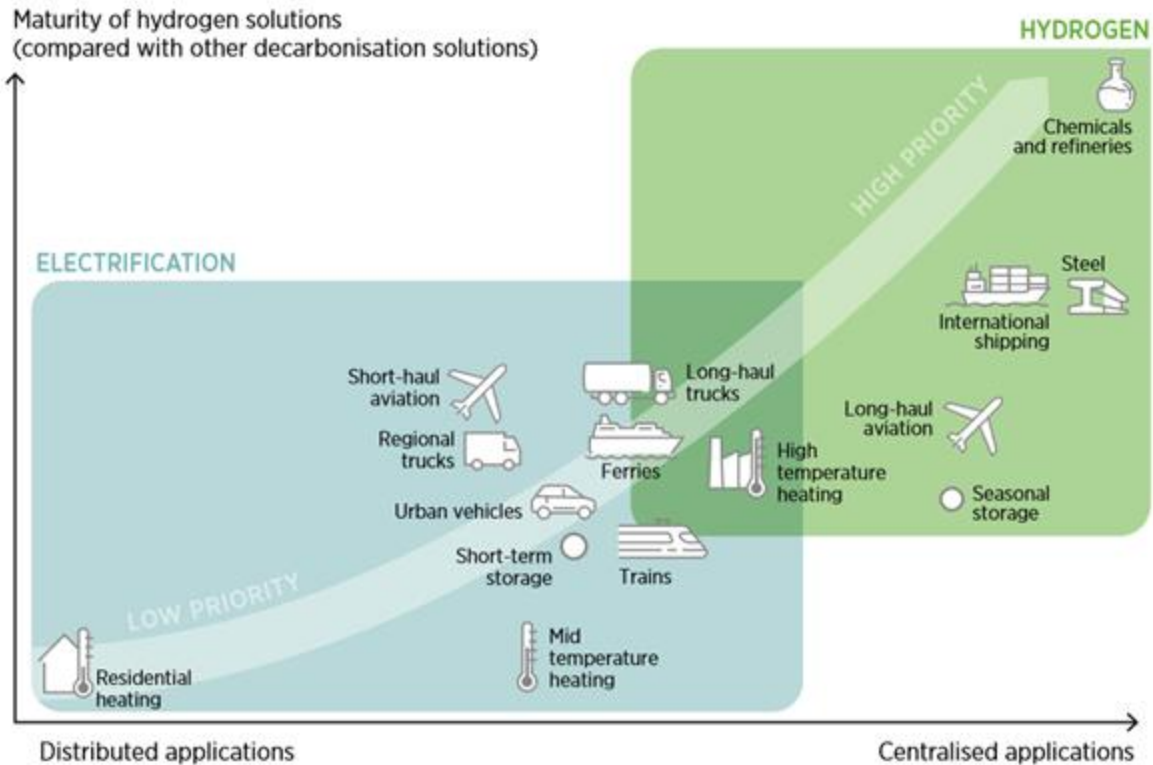 Maturity of hydrogen solutions
(compared with other decarbonisation solutions)
HYDROGEN
HIGH PRIORITY
Chemicals
and refineries
ELECTRIFICATION
Steel
International
shipping
Short-haul
aviation
Long-haul
trucks
Long-haul
aviation
Regional
trucks
Ferries
High
temperature
heating
Urban vehicles
Seasonal
storage
Short-term
storage
Trains
LOW PRIORITY
Mid
temperature
heating
Residential
heating
Distributed applications
Centralised applications